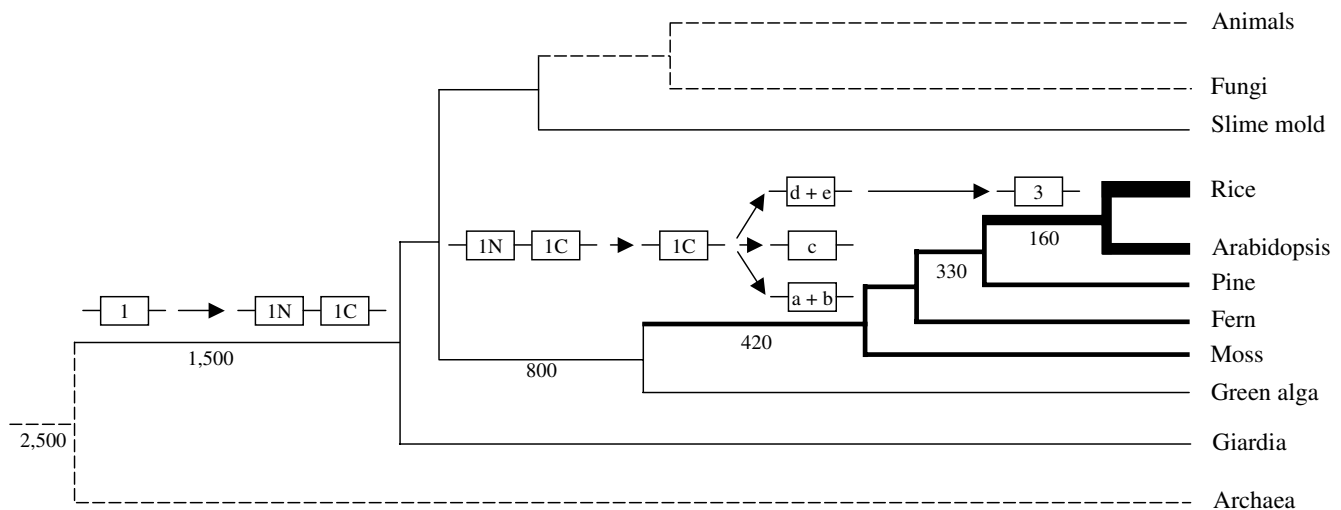 Animals
Fungi
Slime mold
d + e
3
Rice
1N 1C 1C c
160
Arabidopsis
330
Pine
a + b
1 1N 1C
Fern
420
Moss
1,500
800
Green alga
2,500
Giardia
Archaea